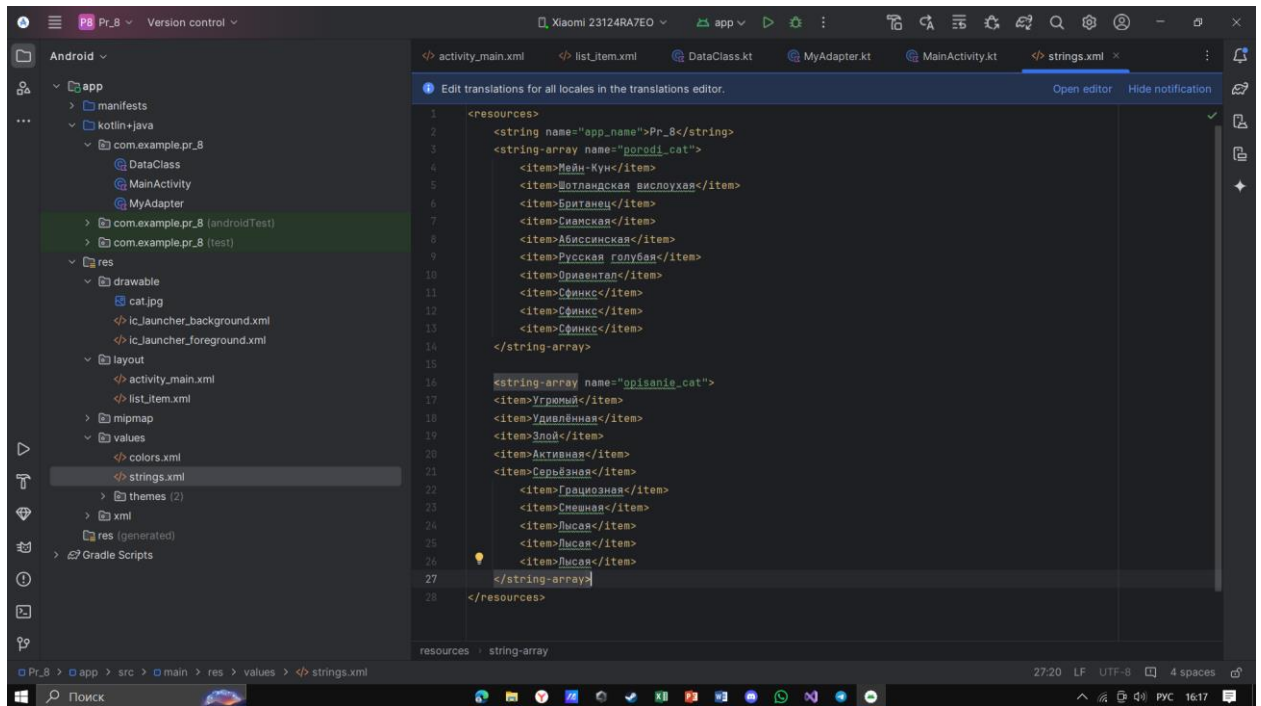 PB Pr_8 Version control Xiaomi 23124RA7EO app
Android
activity_main.xml list_item.xml DataClass.kt MyAdapter.kt MainActivity.kt strings.xml
Edit translations for all locales in the translations editor. Open editor Hide notification
app
manifests
kotlin+java
com.example.pr_8
DataClass
MainActivity
MyAdapter
com.example.pr_8 (androidTest)
com.example.pr_8 (test)
res
drawable
cat.jpg
ic_launcher_background.xml
ic_launcher_foreground.xml
layout
activity_main.xml
list_item.xml
mipmap
values
colors.xml
strings.xml
themes (2)
xml
res (generated)
Gradle Scripts
1 <resources>
2 <string name="app_name">Pr_8</string>
3 <string-array name="porodi_cat">
4 <item>Мейн-Кун</item>
5 <item>Шотландская вислоухая</item>
6 <item>Британец</item>
7 <item>Сиамская</item>
8 <item>Абиссинская</item>
9 <item>Русская голубая</item>
10 <item>Ориаентал</item>
11 <item>Сфинкс</item>
12 <item>Сфинкс</item>
13 <item>Сфинкс</item>
14 </string-array>
15
16 <string-array name="opisanie_cat">
17 <item>Угрюмый</item>
18 <item>Удивлённая</item>
19 <item>Злой</item>
20 <item>Активная</item>
21 <item>Серьёзная</item>
22 <item>Грациозная</item>
23 <item>Смешная</item>
24 <item>Лысая</item>
25 <item>Лысая</item>
26 <item>Лысая</item>
27 </string-array>
28 </resources>
resources › string-array
Pr_8 > app > src > main > res > values > strings.xml 27:20 LF UTF-8 4 spaces
Поиск РУС 16:17